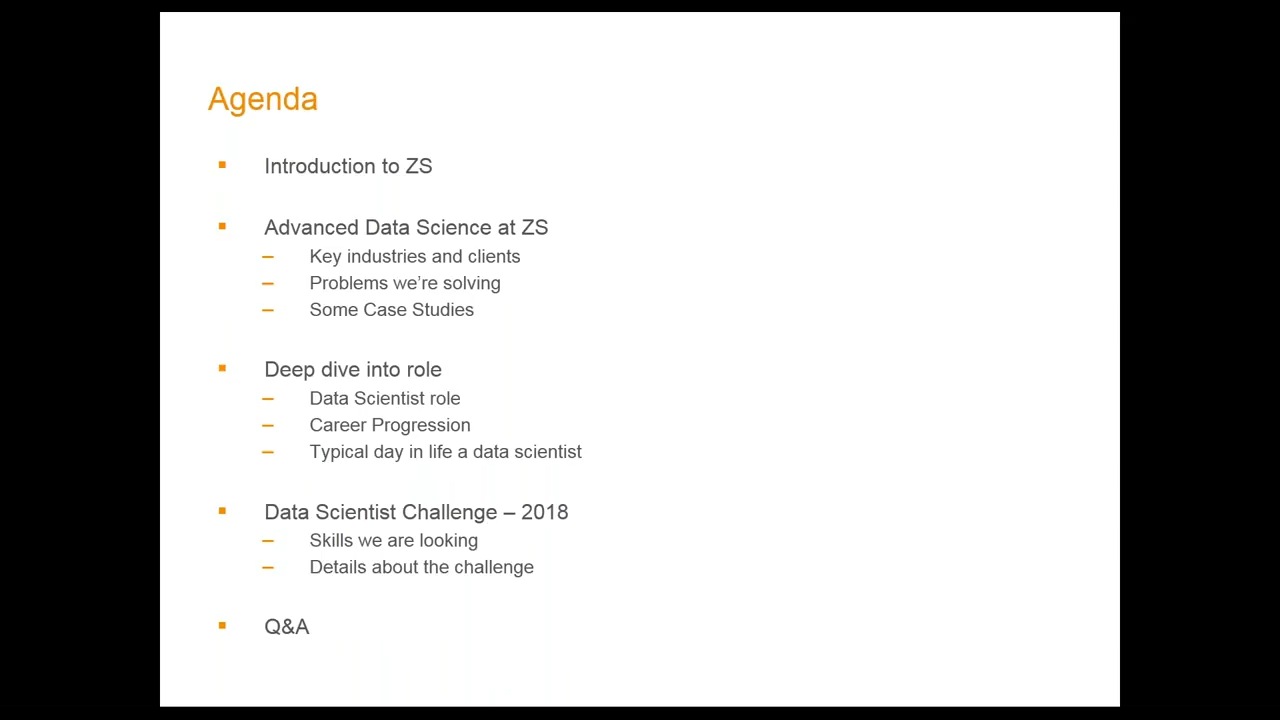 Agenda
▪ Introduction to ZS
▪ Advanced Data Science at ZS
– Key industries and clients
– Problems we’re solving
– Some Case Studies
▪ Deep dive into role
– Data Scientist role
– Career Progression
– Typical day in life a data scientist
▪ Data Scientist Challenge – 2018
– Skills we are looking
– Details about the challenge
▪ Q&A